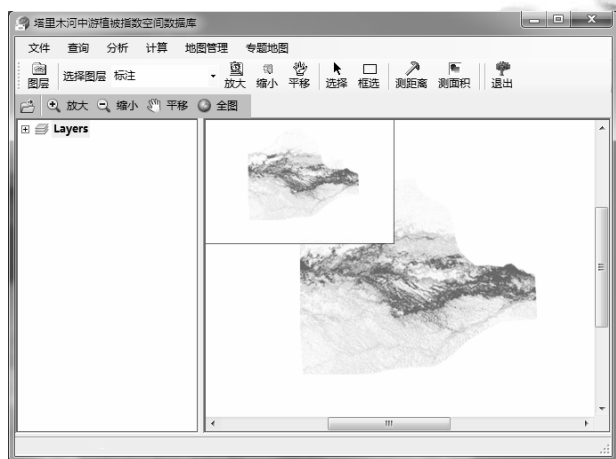 塔里木河中游植被指数空间数据库
文件 查询 分析 计算 地图管理 专题地图
图层 选择图层 标注 放大 缩小 平移 选择 框选 测距离 测面积 退出
放大 缩小 平移 全图
Layers